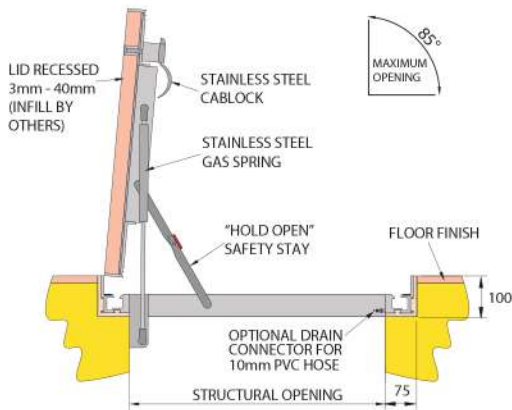 LID RECESSED
3mm - 40mm
(INFILL BY
OTHERS)
STAINLESS STEEL
CABLOCK
85°
MAXIMUM
OPENING
STAINLESS STEEL
GAS SPRING
“HOLD OPEN”
SAFETY STAY
FLOOR FINISH
100
OPTIONAL DRAIN
CONNECTOR FOR
10mm PVC HOSE
STRUCTURAL OPENING
75